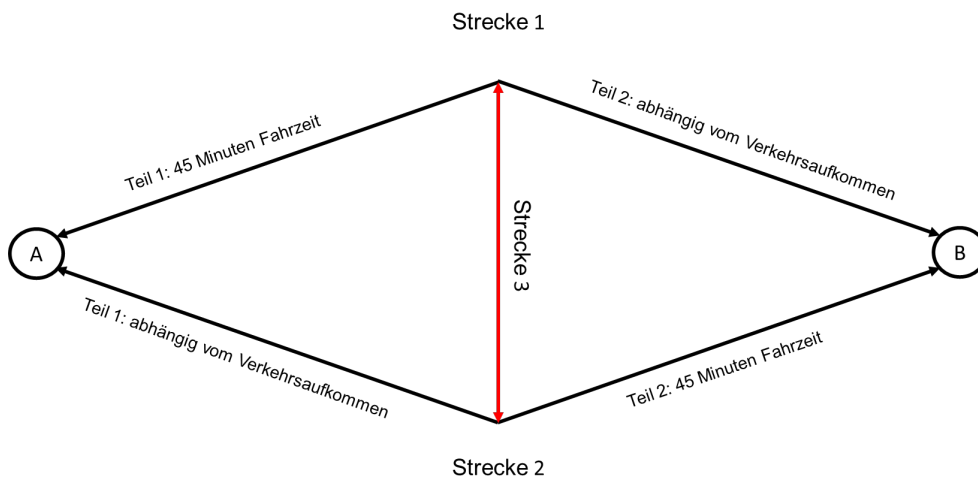 Strecke 1
Teil 1: 45 Minuten Fahrzeit
Teil 2: abhängig vom Verkehrsaufkommen
A
Strecke 3
B
Teil 1: abhängig vom Verkehrsaufkommen
Teil 2: 45 Minuten Fahrzeit
Strecke 2